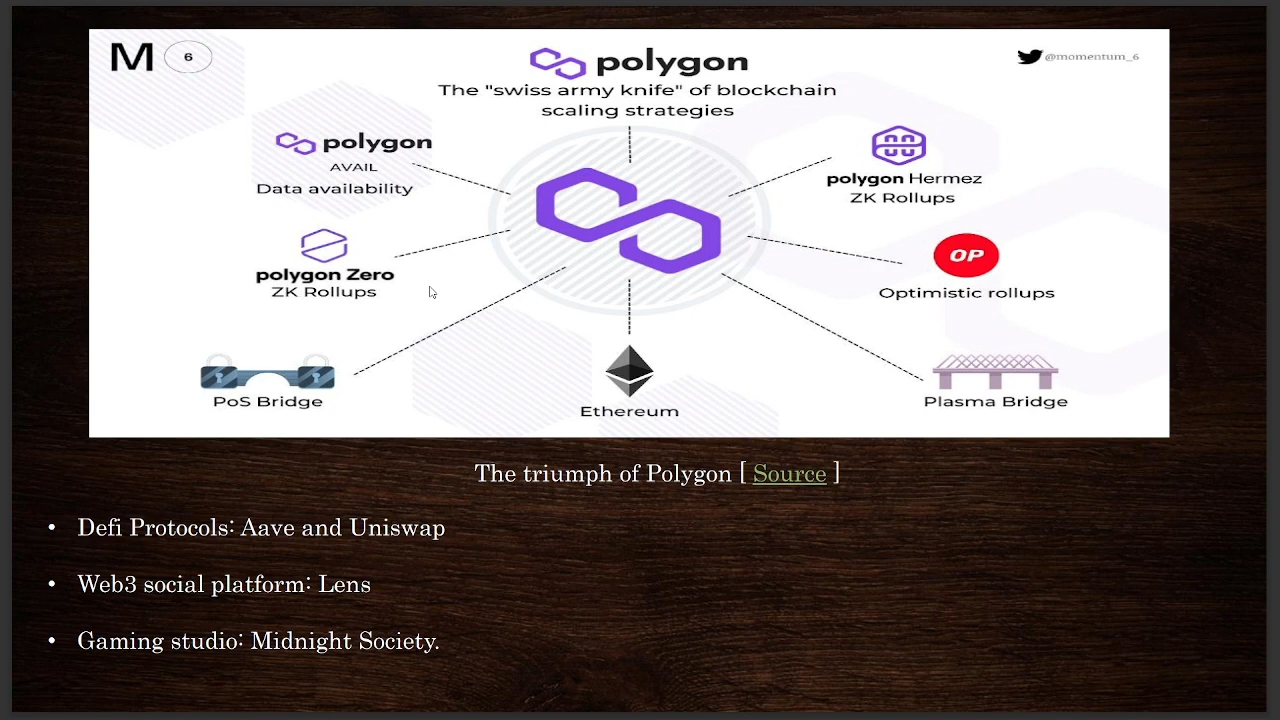 M 6
polygon
@momentum_6
The "swiss army knife" of blockchain
scaling strategies
polygon
AVAIL
Data availability
polygon Hermez
ZK Rollups
polygon Zero
ZK Rollups
OP
Optimistic rollups
PoS Bridge
Ethereum
Plasma Bridge
The triumph of Polygon [ Source ]
• Defi Protocols: Aave and Uniswap
• Web3 social platform: Lens
• Gaming studio: Midnight Society.